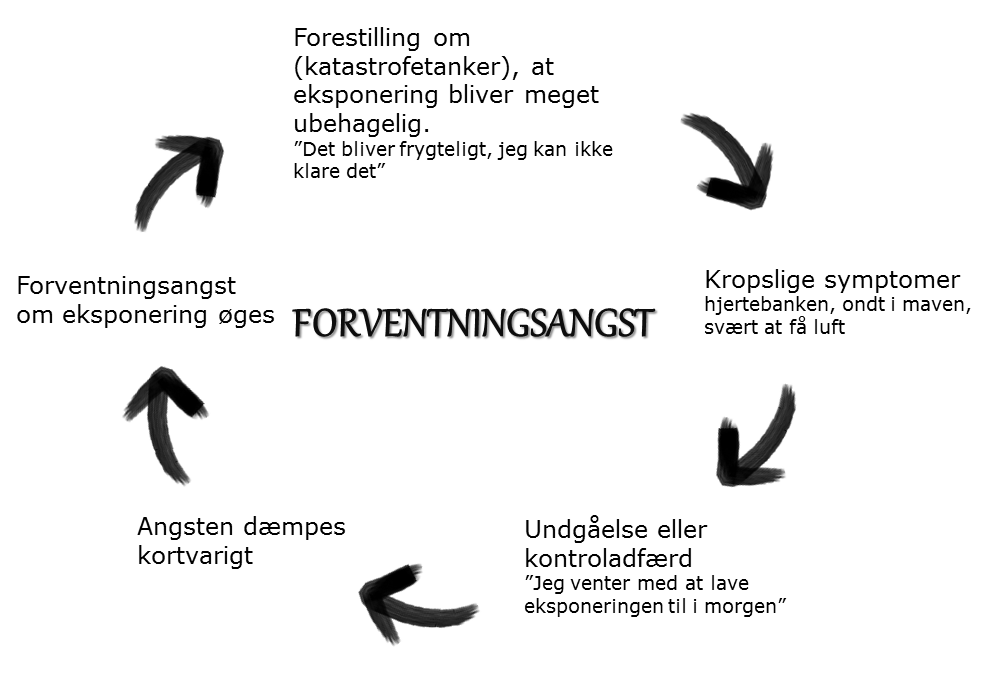 Forestilling om
(katastrofetanker), at
eksponering bliver meget
ubehagelig.
”Det bliver frygteligt, jeg kan ikke
klare det”
Kropslige symptomer
hjertebanken, ondt i maven,
svært at få luft
Undgåelse eller
kontroladfærd
”Jeg venter med at lave
eksponeringen til i morgen”
Angsten dæmpes
kortvarigt
Forventningsangst
om eksponering øges
FORVENTNINGSANGST